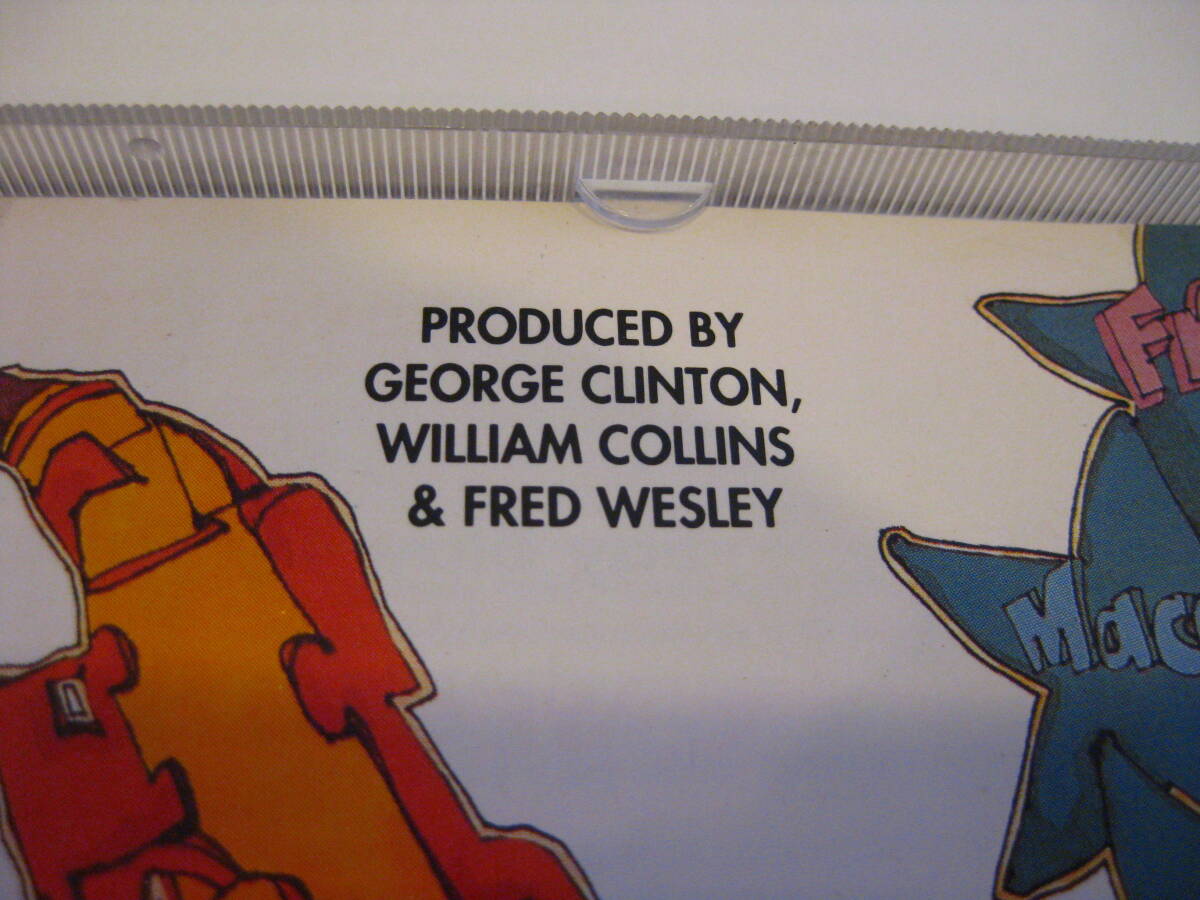 PRODUCED BY
GEORGE CLINTON,
WILLIAM COLLINS
& FRED WESLEY